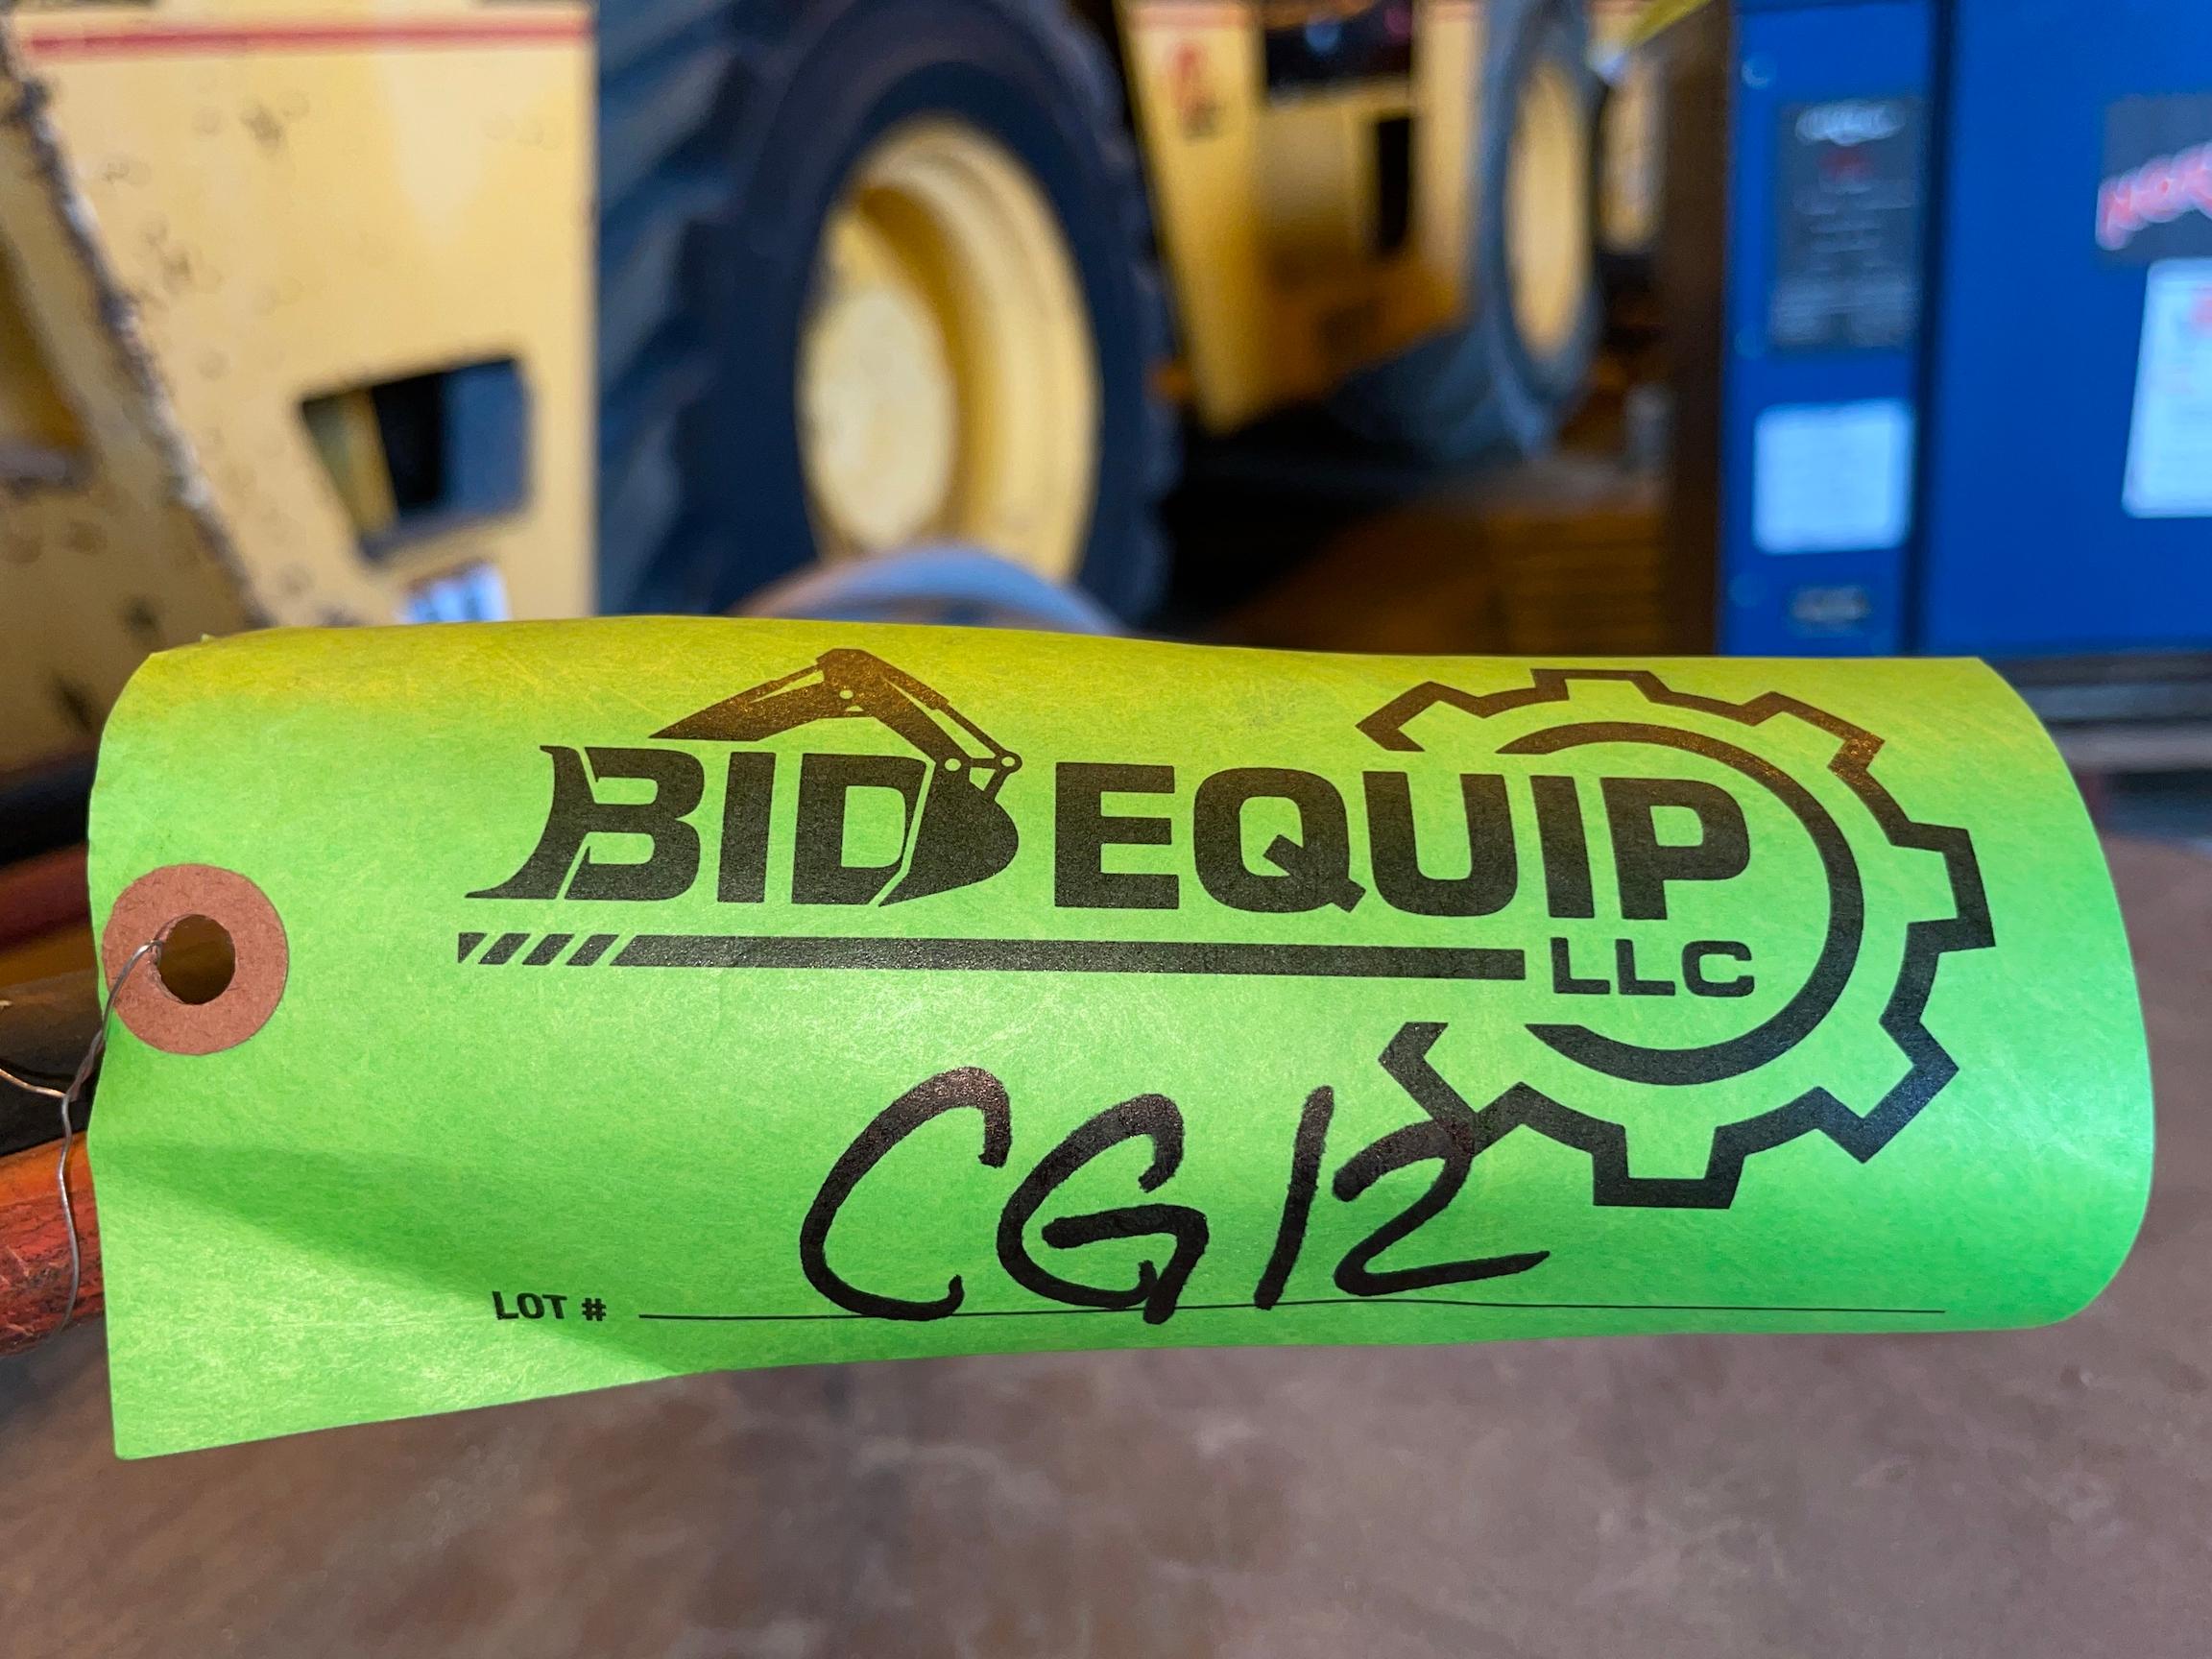 BID EQUIP
LLC
CG12
LOT #